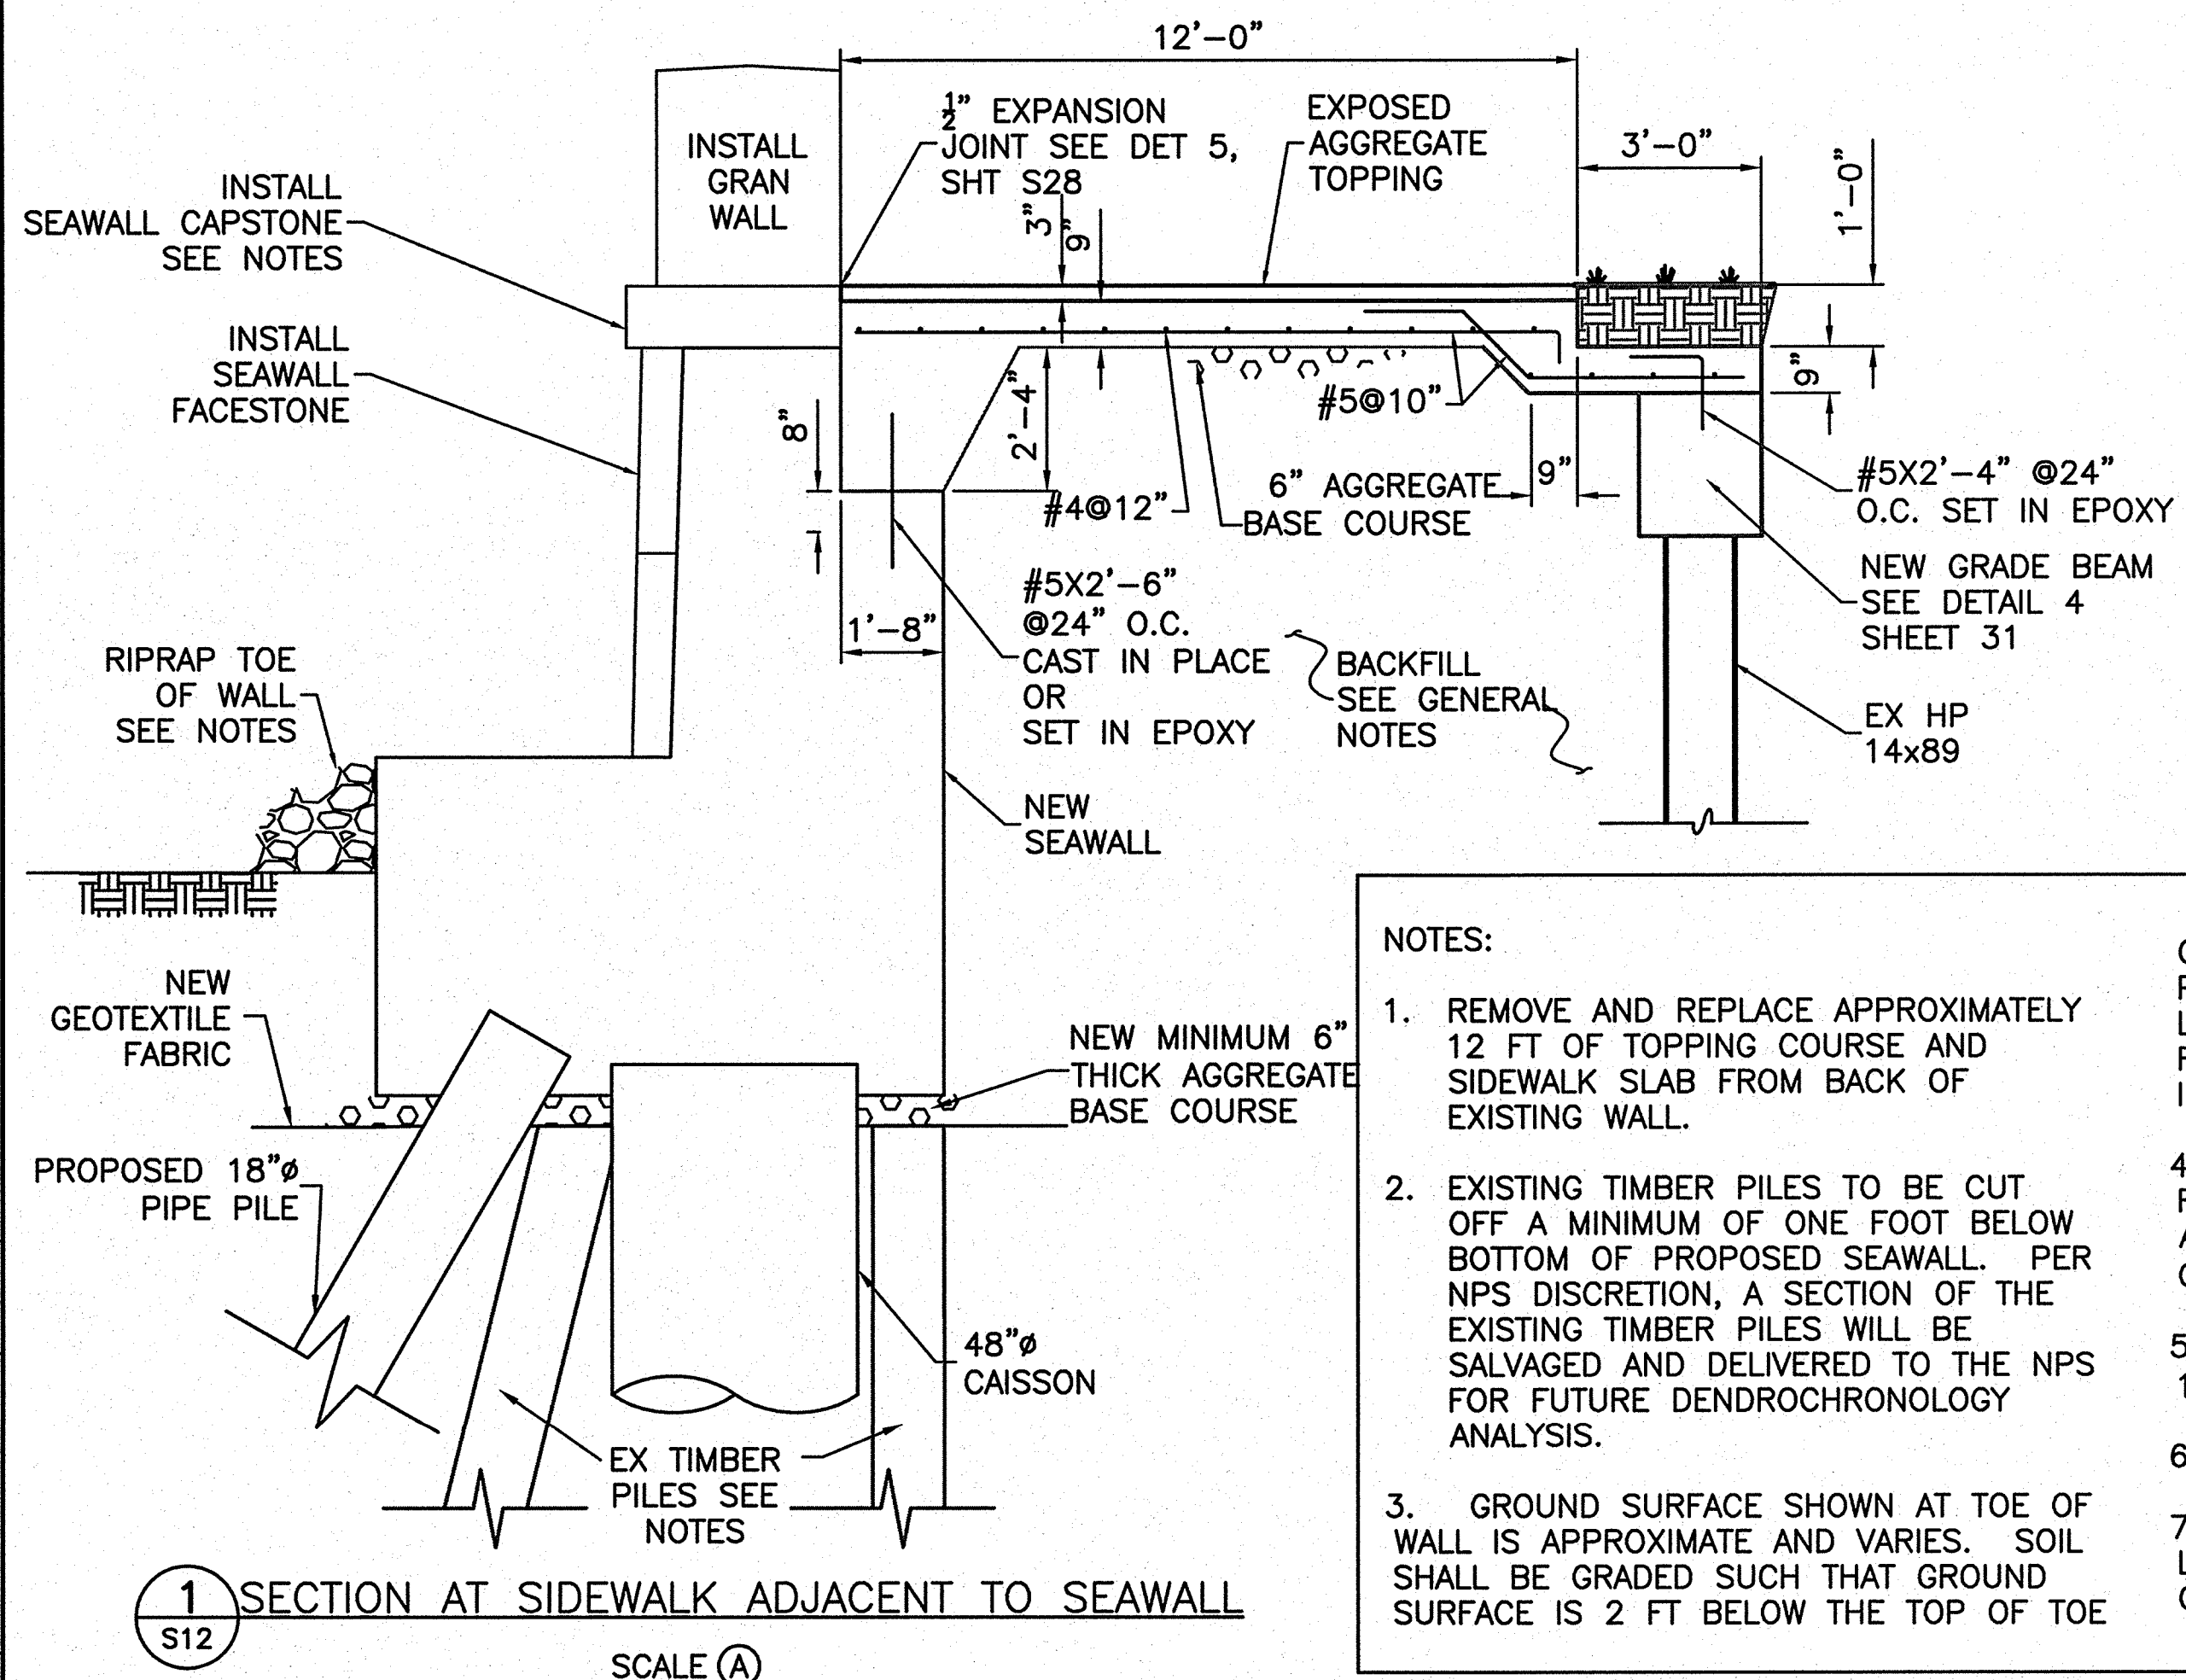 12'-0"
½" EXPANSION
JOINT SEE DET 5,
SHT S28
EXPOSED
AGGREGATE
TOPPING
3'-0"
1'-0"
INSTALL
GRAN
WALL
INSTALL
SEAWALL CAPSTONE
SEE NOTES
3"
9"
INSTALL
SEAWALL
FACESTONE
8"
2'-4"
#5@10"
9"
#4@12"
6" AGGREGATE
BASE COURSE
9"
#5X2'-4" @24"
O.C. SET IN EPOXY
NEW GRADE BEAM
SEE DETAIL 4
SHEET 31
1'-8"
#5X2'-6"
@24" O.C.
CAST IN PLACE
OR
SET IN EPOXY
BACKFILL
SEE GENERAL
NOTES
EX HP
14x89
RIPRAP TOE
OF WALL
SEE NOTES
NEW
SEAWALL
NEW
GEOTEXTILE
FABRIC
NEW MINIMUM 6"
THICK AGGREGATE
BASE COURSE
PROPOSED 18"ø
PIPE PILE
48"ø
CAISSON
EX TIMBER
PILES SEE
NOTES
1
S12
SECTION AT SIDEWALK ADJACENT TO SEAWALL
SCALE A
NOTES:
1. REMOVE AND REPLACE APPROXIMATELY
12 FT OF TOPPING COURSE AND
SIDEWALK SLAB FROM BACK OF
EXISTING WALL.
2. EXISTING TIMBER PILES TO BE CUT
OFF A MINIMUM OF ONE FOOT BELOW
BOTTOM OF PROPOSED SEAWALL. PER
NPS DISCRETION, A SECTION OF THE
EXISTING TIMBER PILES WILL BE
SALVAGED AND DELIVERED TO THE NPS
FOR FUTURE DENDROCHRONOLOGY
ANALYSIS.
3. GROUND SURFACE SHOWN AT TOE OF
WALL IS APPROXIMATE AND VARIES. SOIL
SHALL BE GRADED SUCH THAT GROUND
SURFACE IS 2 FT BELOW THE TOP OF TOE